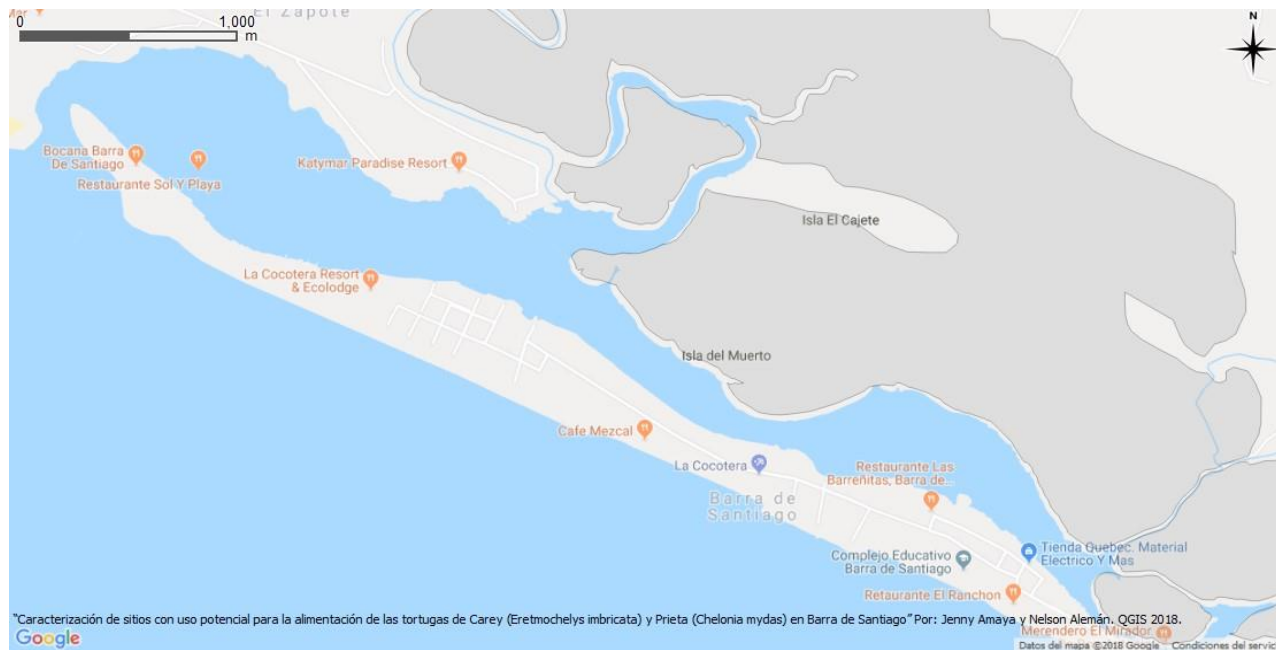 Mar
El Zapote
0
1,000
m
N
Bocana Barra
De Santiago
Restaurante Sol Y Playa
Katymar Paradise Resort
Isla El Cajete
La Cocotera Resort
& Ecolodge
Isla del Muerto
Cafe Mezcal
La Cocotera
Restaurante Las
Barreñitas, Barra de...
Barra de
Santiago
Complejo Educativo
Barra de Santiago
Tienda Quebec. Material
Electrico Y Mas
Retaurante El Ranchon
"Caracterización de sitios con uso potencial para la alimentación de las tortugas de Carey (Eretmochelys imbricata) y Prieta (Chelonia mydas) en Barra de Santiago" Por: Jenny Amaya y Nelson Alemán. QGIS 2018.
Merendero El Mirador
Google
Datos del mapa ©2018 Google
Condiciones del servic